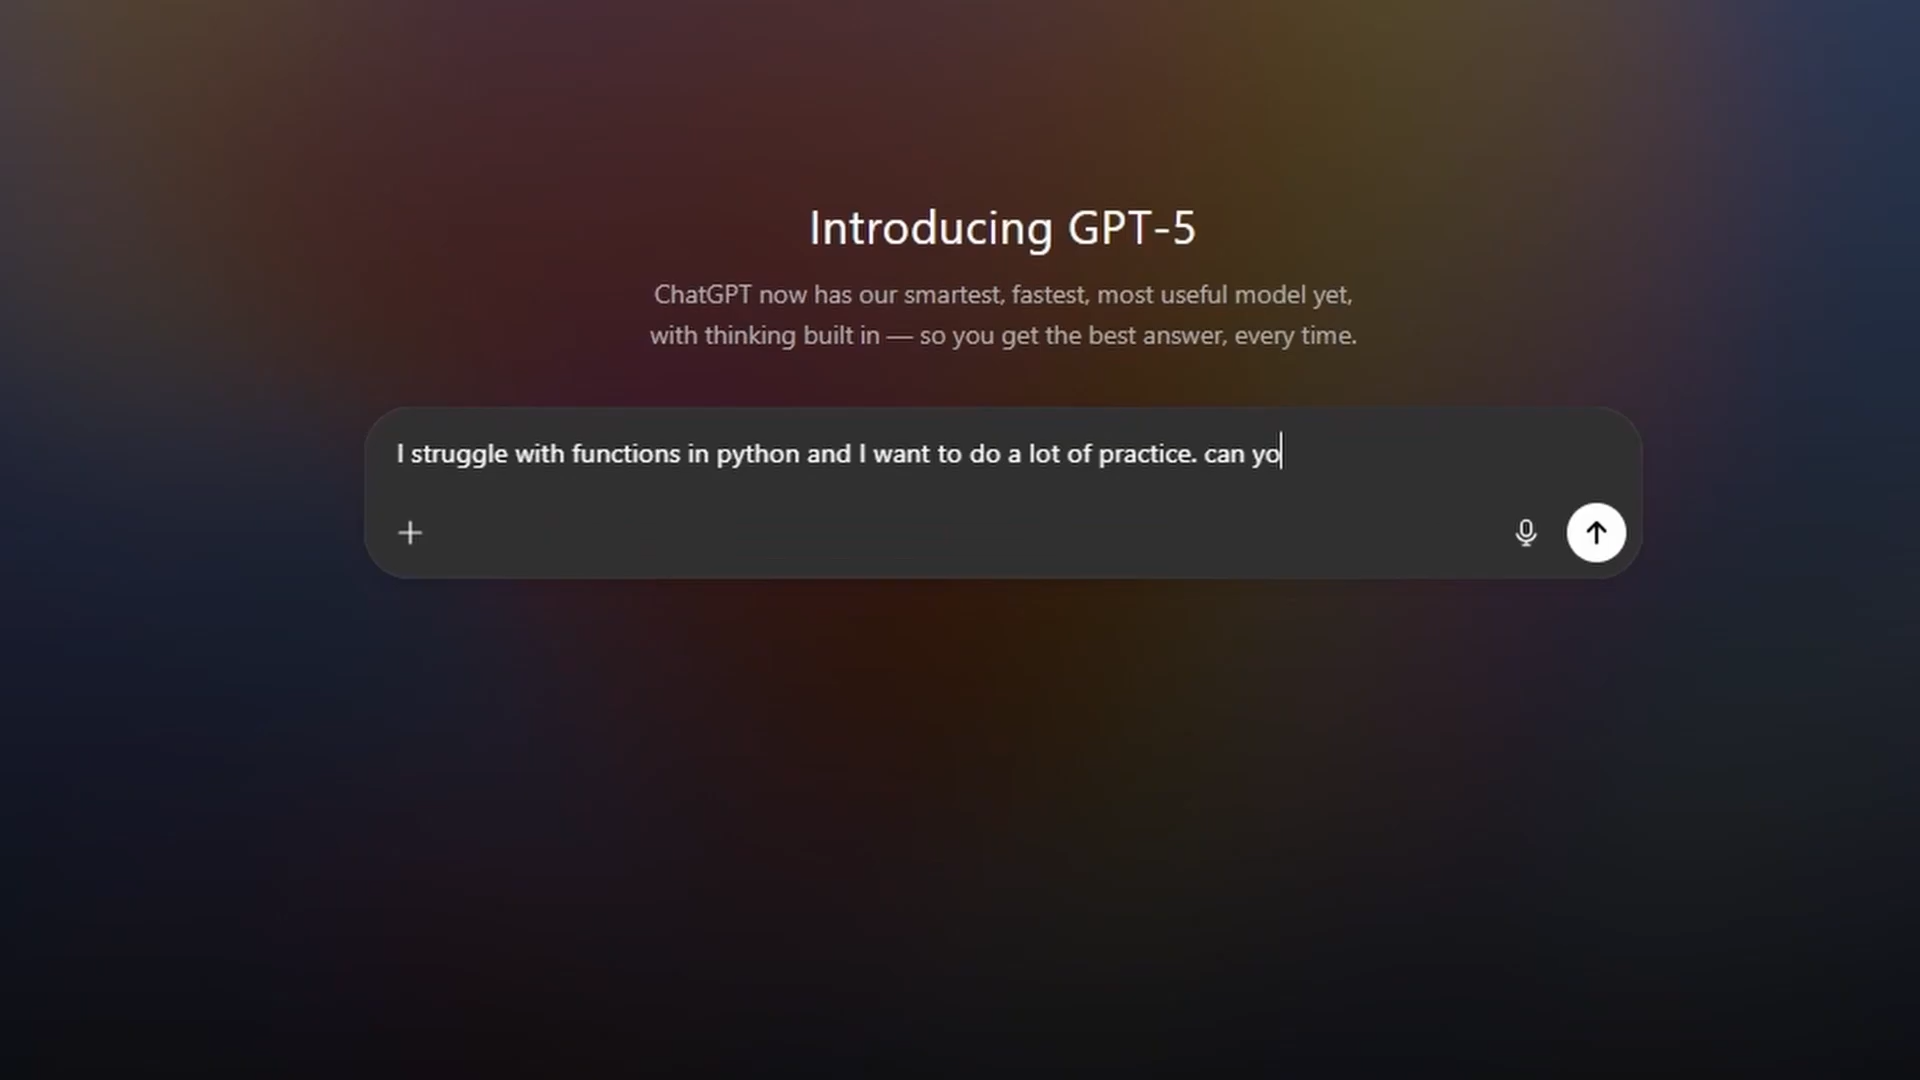 Introducing GPT-5
ChatGPT now has our smartest, fastest, most useful model yet,
with thinking built in — so you get the best answer, every time.
I struggle with functions in python and I want to do a lot of practice. can yo